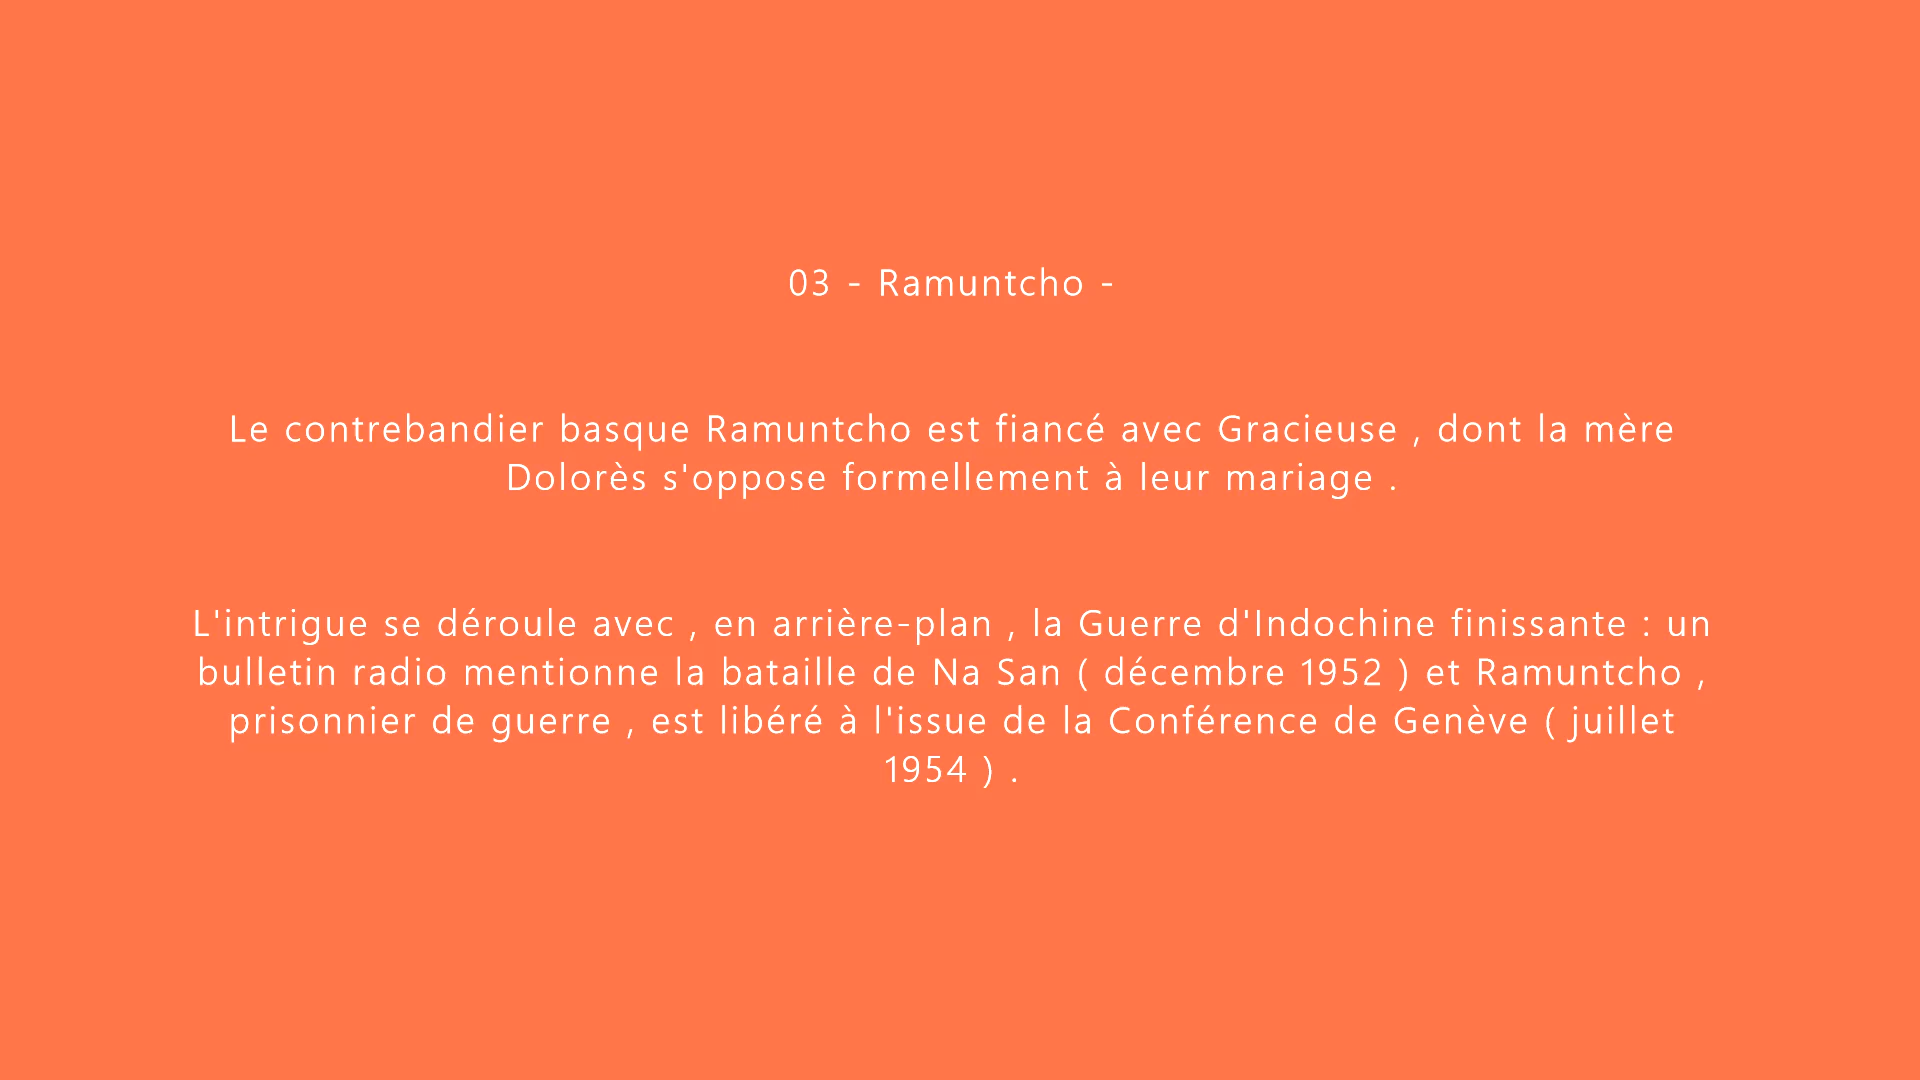 03 - Ramuntcho -
Le contrebandier basque Ramuntcho est fiancé avec Gracieuse , dont la mère
Dolorès s'oppose formellement à leur mariage .
L'intrigue se déroule avec , en arrière-plan , la Guerre d'Indochine finissante : un
bulletin radio mentionne la bataille de Na San ( décembre 1952 ) et Ramuntcho ,
prisonnier de guerre , est libéré à l'issue de la Conférence de Genève ( juillet
1954 ) .